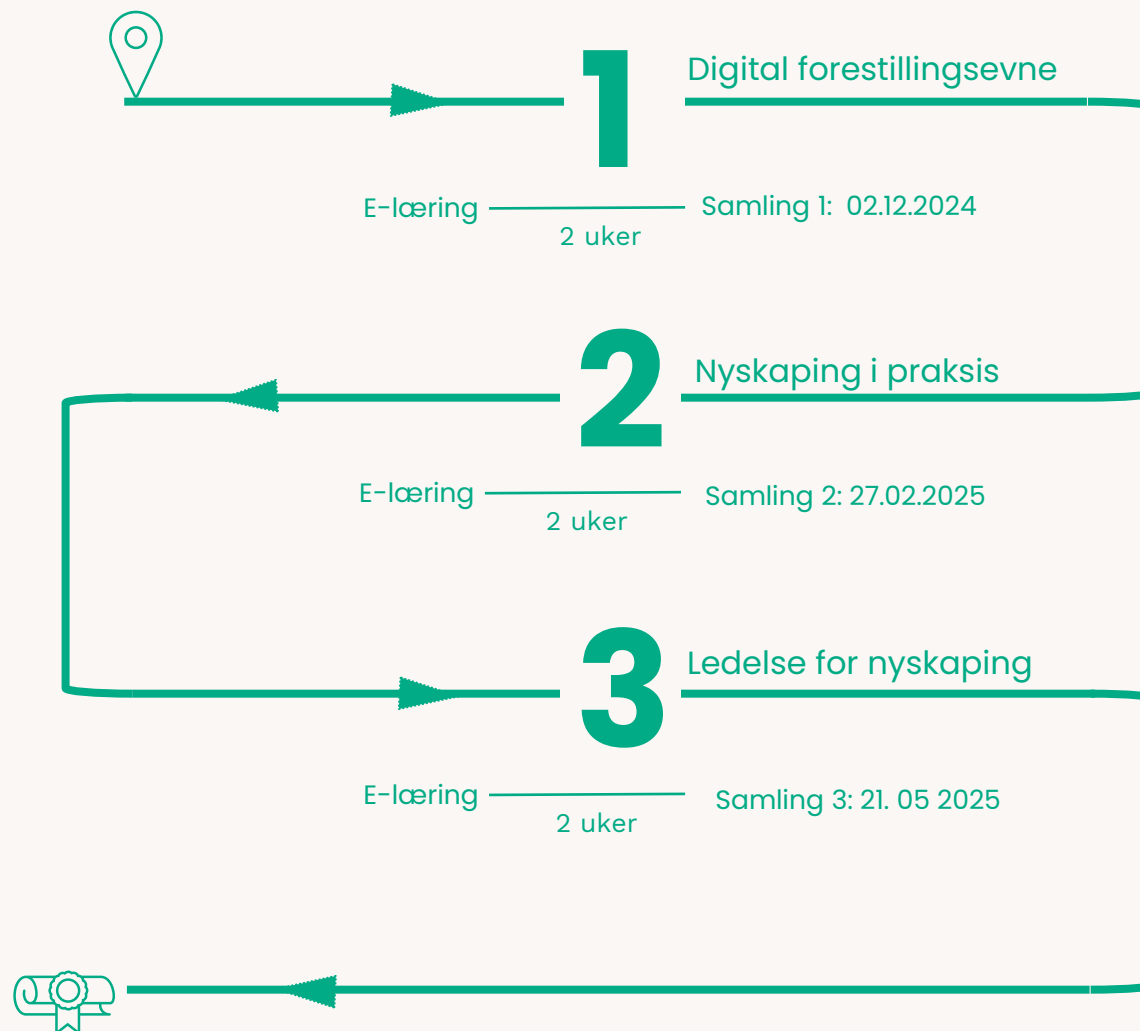 1
Digital forestillingsevne
E-læring
Samling 1: 02.12.2024
2 uker
2
Nyskaping i praksis
E-læring
Samling 2: 27.02.2025
2 uker
3
Ledelse for nyskaping
E-læring
Samling 3: 21. 05 2025
2 uker